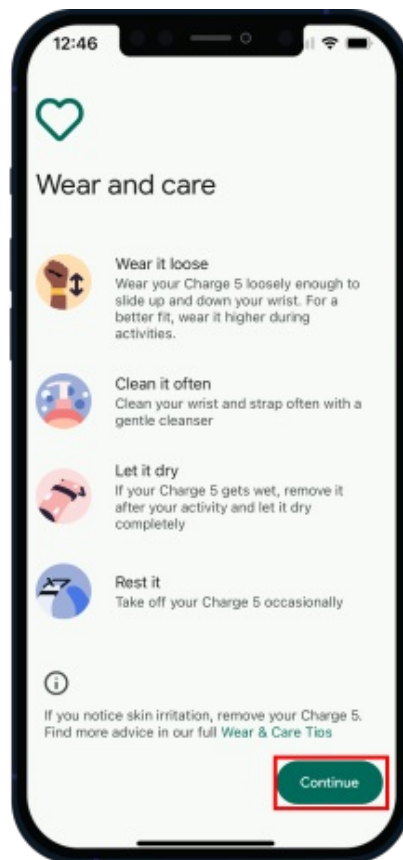 12:46
Wear and care
Wear it loose
Wear your Charge 5 loosely enough to
slide up and down your wrist. For a
better fit, wear it higher during
activities.
Clean it often
Clean your wrist and strap often with a
gentle cleanser
Let it dry
If your Charge 5 gets wet, remove it
after your activity and let it dry
completely
Rest it
Take off your Charge 5 occasionally
If you notice skin irritation, remove your Charge 5.
Find more advice in our full Wear & Care Tips
Continue